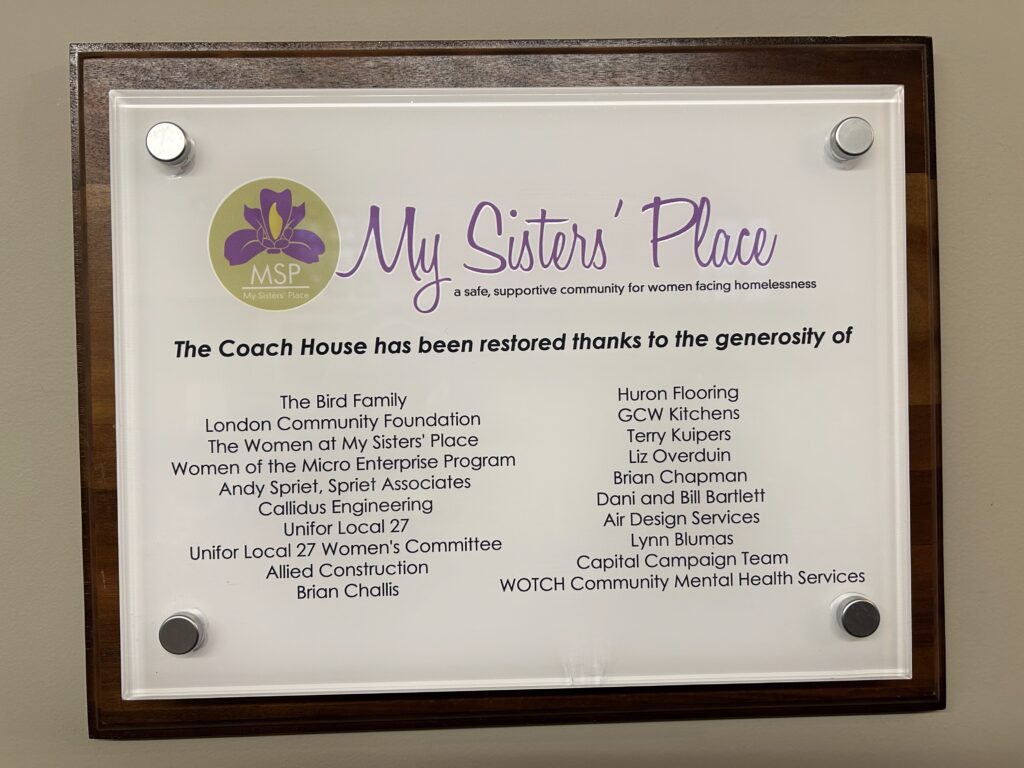 MSP
My Sisters' Place
My Sisters' Place
a safe, supportive community for women facing homelessness
The Coach House has been restored thanks to the generosity of
The Bird Family
London Community Foundation
The Women at My Sisters' Place
Women of the Micro Enterprise Program
Andy Spriet, Spriet Associates
Callidus Engineering
Unifor Local 27
Unifor Local 27 Women's Committee
Allied Construction
Brian Challis
Huron Flooring
GCW Kitchens
Terry Kuipers
Liz Overduin
Brian Chapman
Dani and Bill Bartlett
Air Design Services
Lynn Blumas
Capital Campaign Team
WOTCH Community Mental Health Services